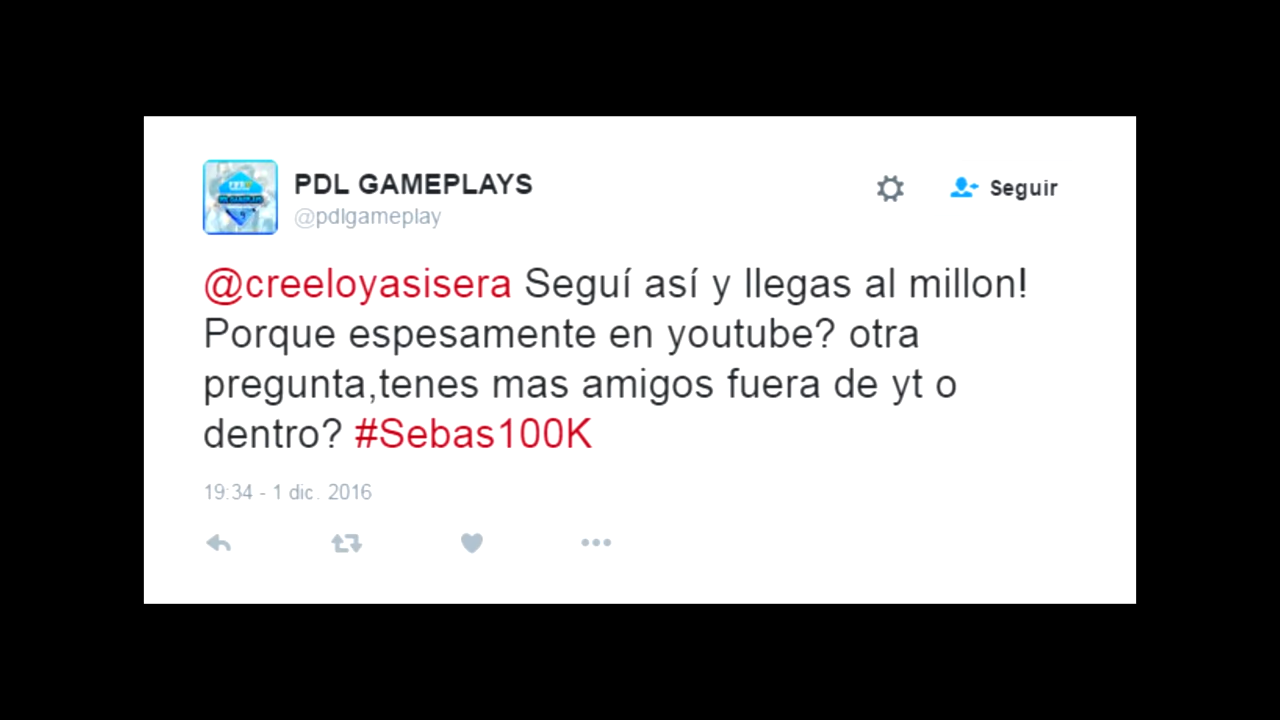 PDL GAMEPLAYS
Seguir
@pdlgameplay
@creeloyasisera Seguí así y llegas al millon!
Porque espesamente en youtube? otra
pregunta,tenes mas amigos fuera de yt o
dentro? #Sebas100K
19:34 - 1 dic. 2016